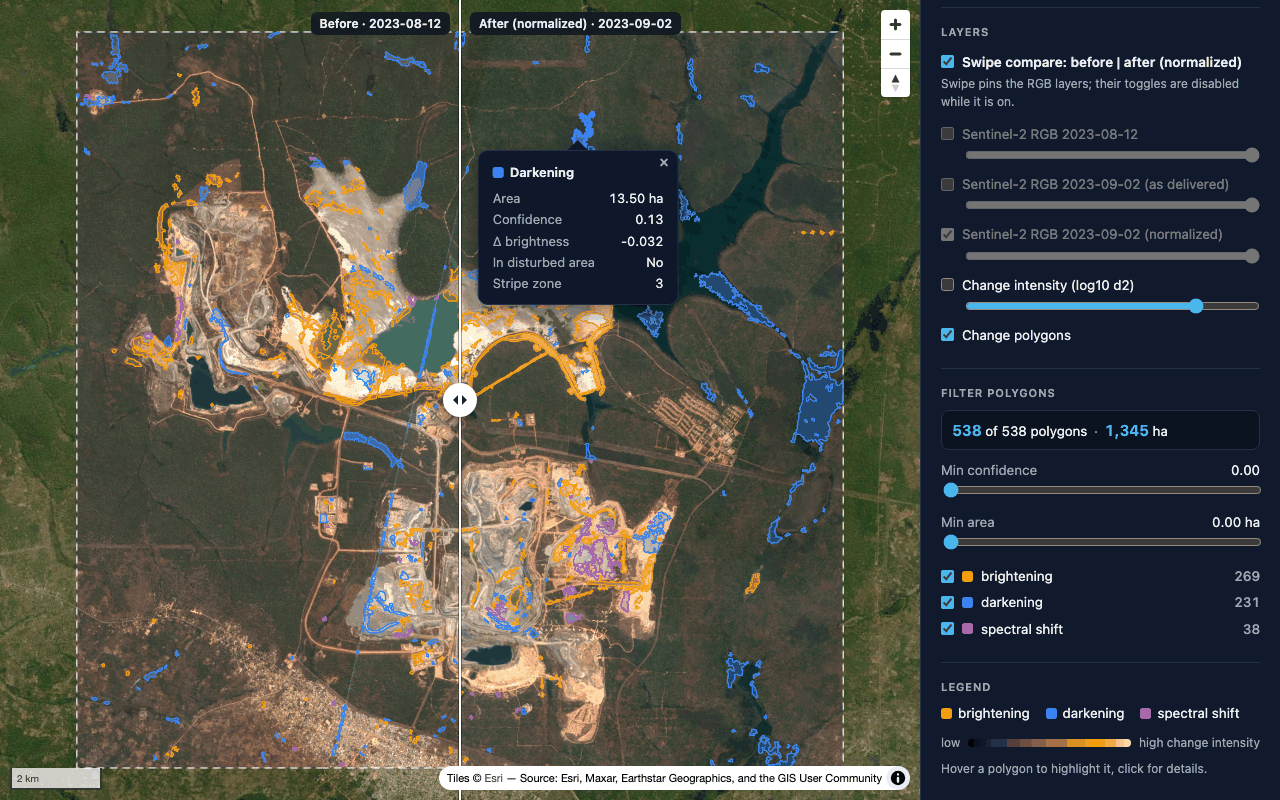 Before · 2023-08-12
After (normalized) · 2023-09-02
Darkening
Area 13.50 ha
Confidence 0.13
Δ brightness -0.032
In disturbed area No
Stripe zone 3
2 km
Tiles © Esri — Source: Esri, Maxar, Earthstar Geographics, and the GIS User Community
LAYERS
Swipe compare: before | after (normalized)
Swipe pins the RGB layers; their toggles are disabled
while it is on.
Sentinel-2 RGB 2023-08-12
Sentinel-2 RGB 2023-09-02 (as delivered)
Sentinel-2 RGB 2023-09-02 (normalized)
Change intensity (log10 d2)
Change polygons
FILTER POLYGONS
538 of 538 polygons · 1,345 ha
Min confidence 0.00
Min area 0.00 ha
brightening 269
darkening 231
spectral shift 38
LEGEND
brightening darkening spectral shift
low high change intensity
Hover a polygon to highlight it, click for details.